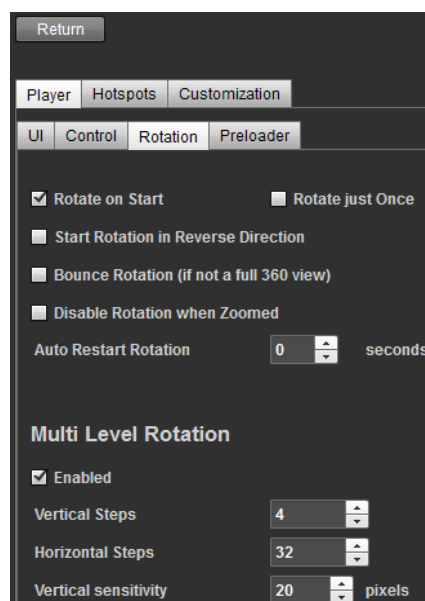 Return
Player Hotspots Customization
UI Control Rotation Preloader
Rotate on Start Rotate just Once
Start Rotation in Reverse Direction
Bounce Rotation (if not a full 360 view)
Disable Rotation when Zoomed
Auto Restart Rotation 0 seconds
Multi Level Rotation
Enabled
Vertical Steps 4
Horizontal Steps 32
Vertical sensitivity 20 pixels